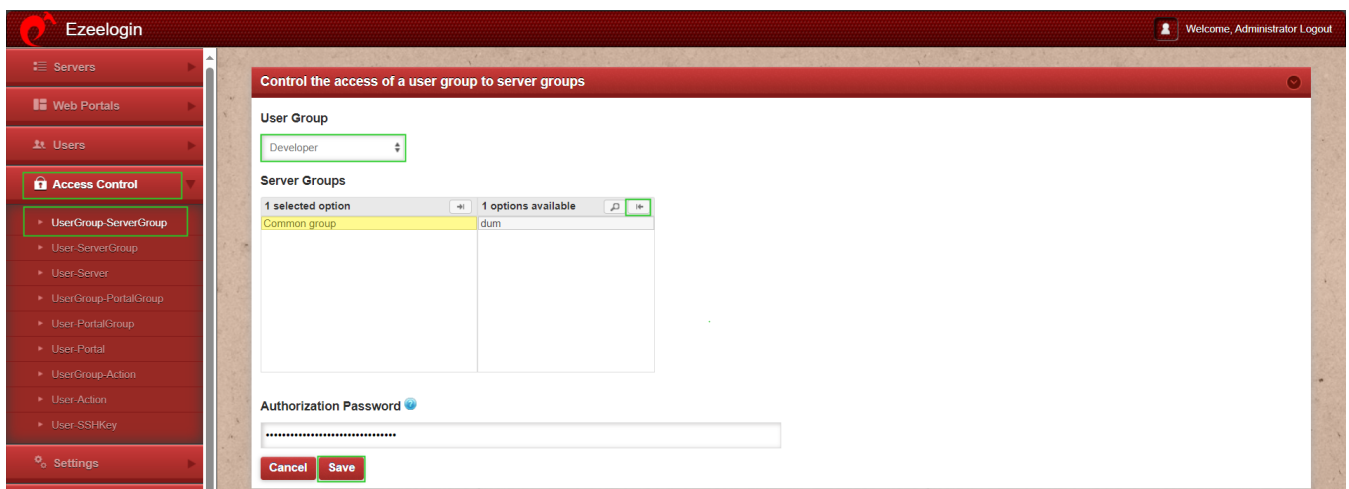 Ezeelogin
Welcome, Administrator Logout
Servers
Web Portals
Users
Access Control
UserGroup-ServerGroup
User-ServerGroup
User-Server
UserGroup-PortalGroup
User-PortalGroup
User-Portal
UserGroup-Action
User-Action
User-SSHKey
Settings
Control the access of a user group to server groups
User Group
Developer
Server Groups
1 selected option 1 options available
Common group dum
Authorization Password
••••••••••••••••••••••••••••••••
Cancel Save